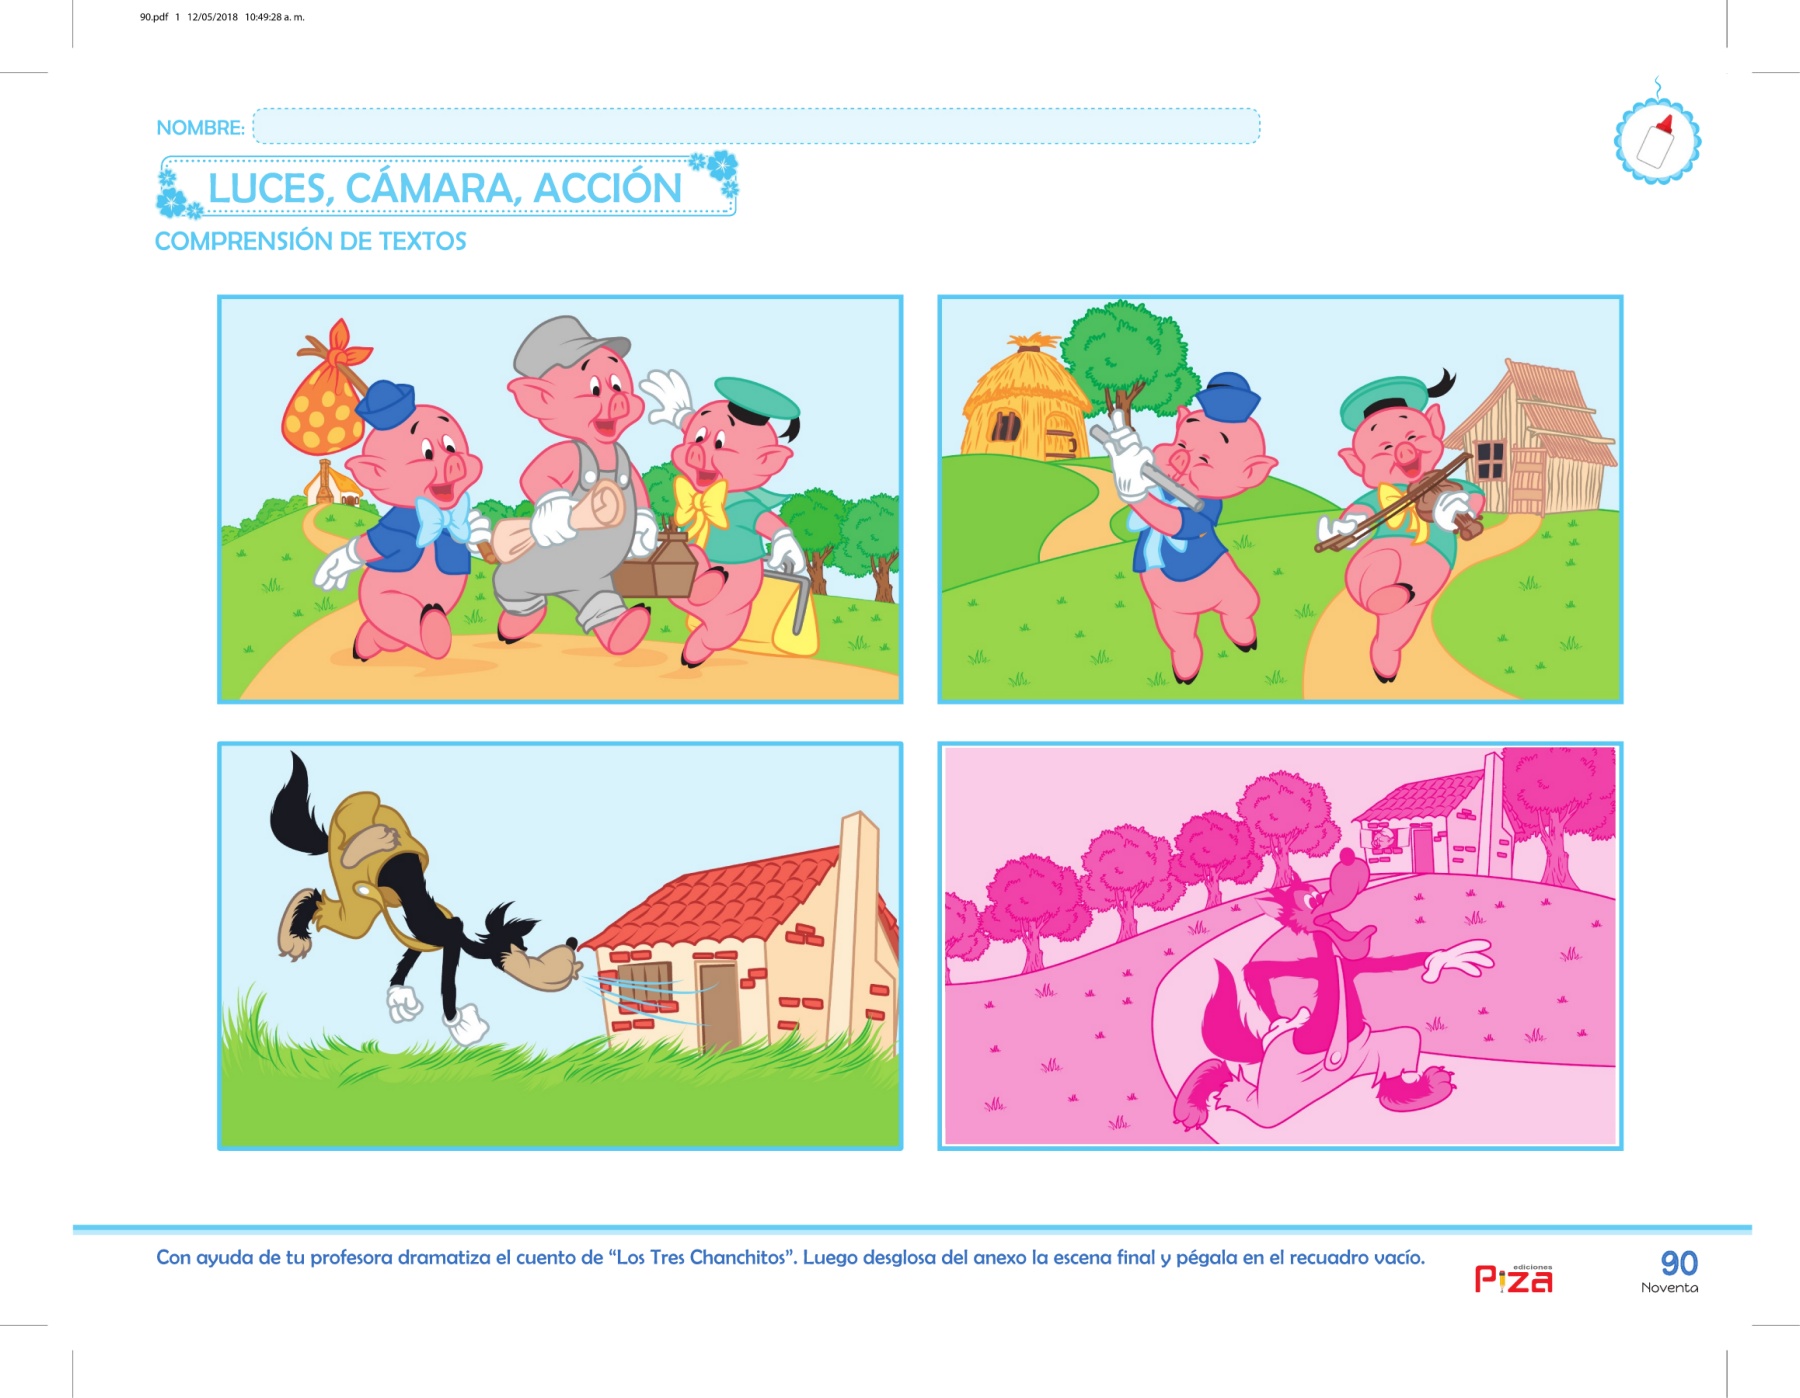 90.pdf 1 12/05/2018 10:49:28 a. m.
NOMBRE:
LUCES, CÁMARA, ACCIÓN
COMPRENSIÓN DE TEXTOS
Con ayuda de tu profesora dramatiza el cuento de “Los Tres Chanchitos”. Luego desglosa del anexo la escena final y pégala en el recuadro vacío.
ediciones
Piza
90
Noventa